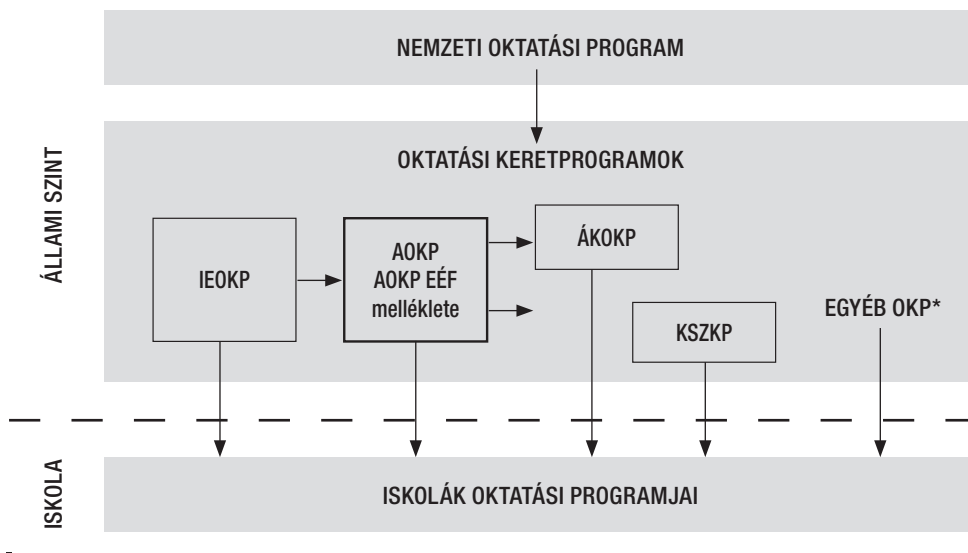 NEMZETI OKTATÁSI PROGRAM
ÁLLAMI SZINT
OKTATÁSI KERETPROGRAMOK
IEOKP
AOKP
AOKP EÉF
melléklete
ÁKOKP
KSZKP
EGYÉB OKP*
ISKOLA
ISKOLÁK OKTATÁSI PROGRAMJAI